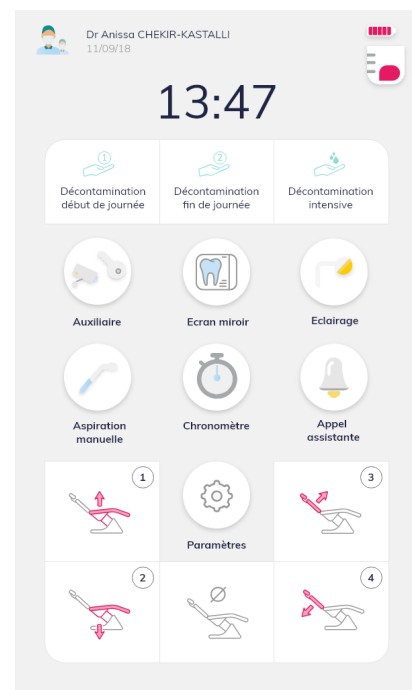 Dr Anissa CHEKIR-KASTALLI
11/09/18
13:47
1
2
Décontamination
début de journée
Décontamination
fin de journée
Décontamination
intensive
Auxiliaire
Ecran miroir
Eclairage
Aspiration
manuelle
Chronomètre
Appel
assistante
1
3
Paramètres
2
4